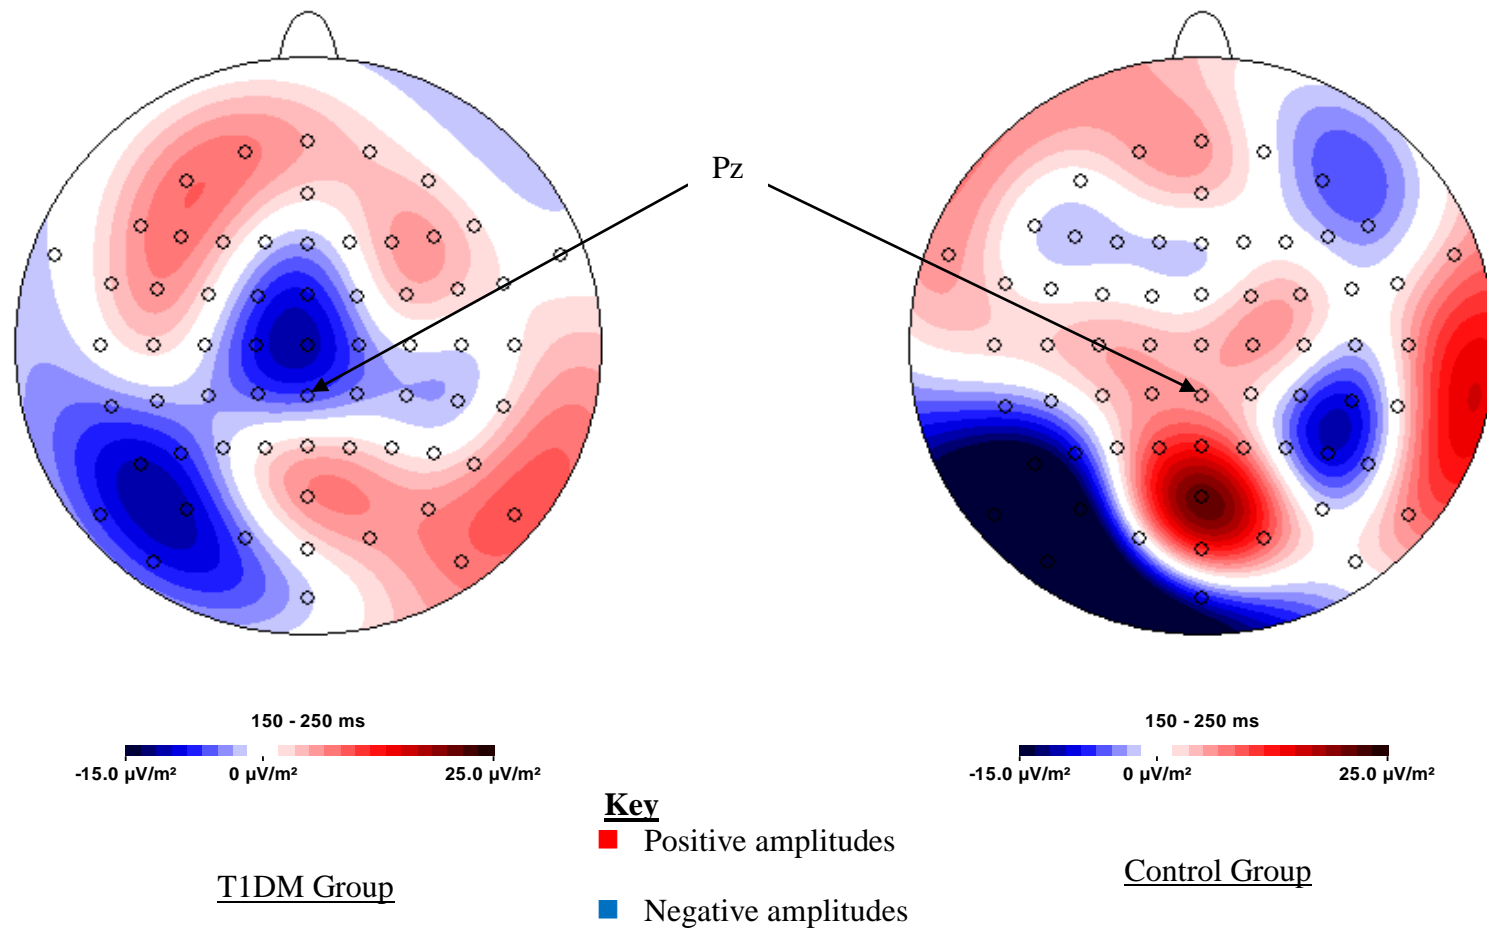 Pz
150 - 250 ms
-15.0 µV/m² 0 µV/m² 25.0 µV/m²
150 - 250 ms
-15.0 µV/m² 0 µV/m² 25.0 µV/m²
Key
Positive amplitudes
Negative amplitudes
T1DM Group
Control Group